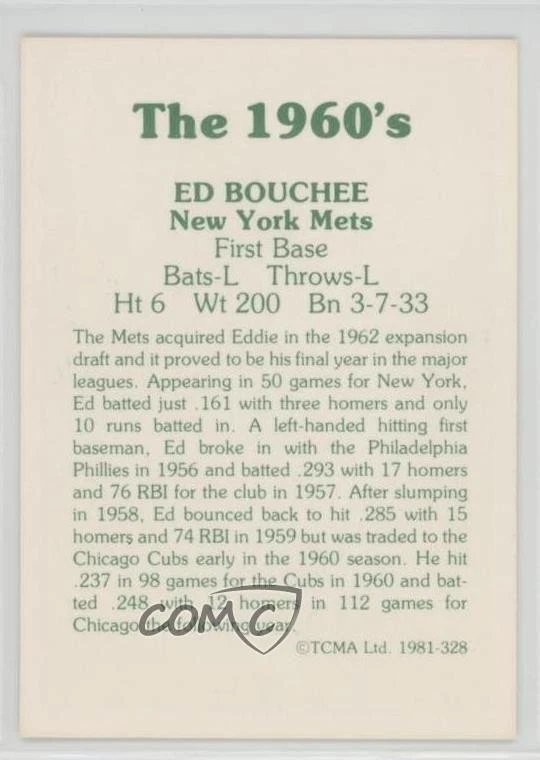 The 1960's
ED BOUCHEE
New York Mets
First Base
Bats-L Throws-L
Ht 6 Wt 200 Bn 3-7-33
The Mets acquired Eddie in the 1962 expansion
draft and it proved to be his final year in the major
leagues. Appearing in 50 games for New York,
Ed batted just .161 with three homers and only
10 runs batted in. A left-handed hitting first
baseman, Ed broke in with the Philadelphia
Phillies in 1956 and batted .293 with 17 homers
and 76 RBI for the club in 1957. After slumping
in 1958, Ed bounced back to hit .285 with 15
homers and 74 RBI in 1959 but was traded to the
Chicago Cubs early in the 1960 season. He hit
.237 in 98 games for the Cubs in 1960 and bat-
ted .248 with 12 homers in 112 games for
Chicago the following year.
COMC
©TCMA Ltd. 1981-328